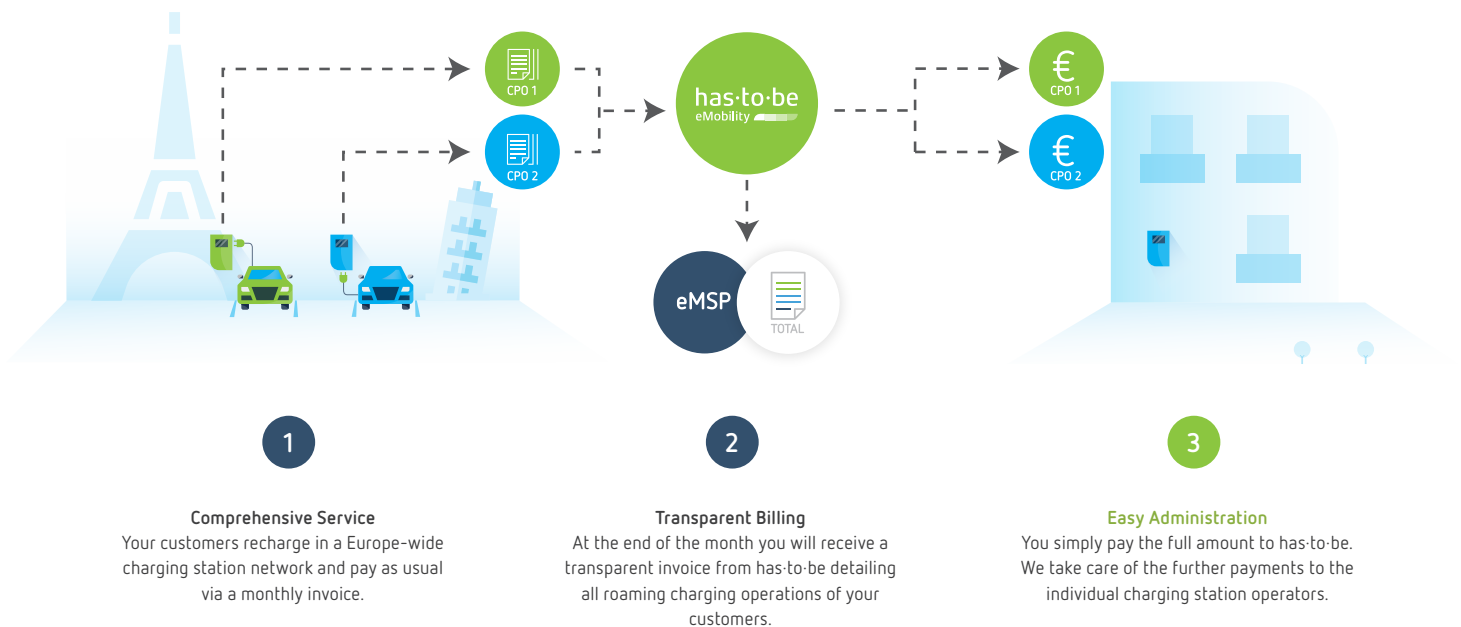 CPO 1
CPO 2
has·to·be
eMobility
€
CPO 1
€
CPO 2
eMSP
TOTAL
1
Comprehensive Service
Your customers recharge in a Europe-wide
charging station network and pay as usual
via a monthly invoice.
2
Transparent Billing
At the end of the month you will receive a
transparent invoice from has·to·be detailing
all roaming charging operations of your
customers.
3
Easy Administration
You simply pay the full amount to has·to·be.
We take care of the further payments to the
individual charging station operators.